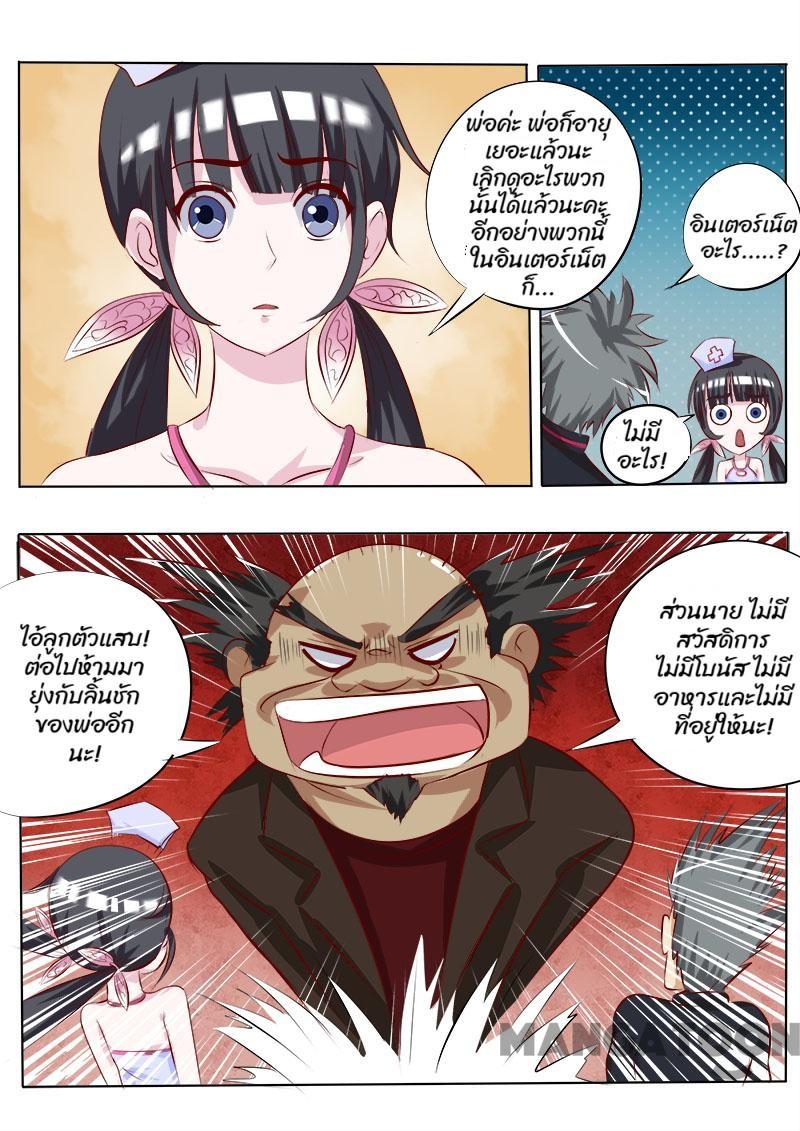 พ่อค่ะ พ่อก็อายุ
เยอะแล้วนะ
เลิกดูอะไรพวก
นั้นได้แล้วนะคะ
อีกอย่างพวกนี้
ในอินเตอร์เน็ต
ก็...
อินเตอร์เน็ต
อะไร.....?
ไม่มี
อะไร!
ไอ้ลูกตัวแสบ!
ต่อไปห้ามมา
ยุ่งกับลิ้นชัก
ของพ่ออีก
นะ!
ส่วนนาย ไม่มี
สวัสดิการ
ไม่มีโบนัส ไม่มี
อาหารและไม่มี
ที่อยู่ให้นะ!
MANGATOON